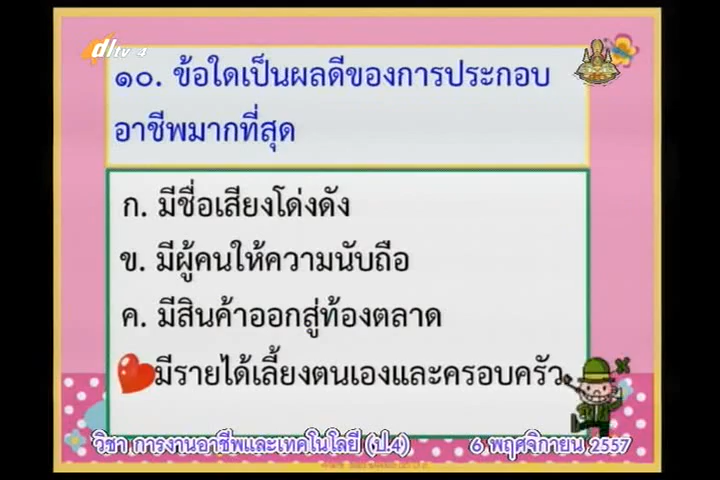 dltv 4
๑๐. ข้อใดเป็นผลดีของการประกอบ
อาชีพมากที่สุด
ก. มีชื่อเสียงโด่งดัง
ข. มีผู้คนให้ความนับถือ
ค. มีสินค้าออกสู่ท้องตลาด
มีรายได้เลี้ยงตนเองและครอบครัว
วิชา การงานอาชีพและเทคโนโลยี (ป.4) 6 พฤศจิกายน 2557